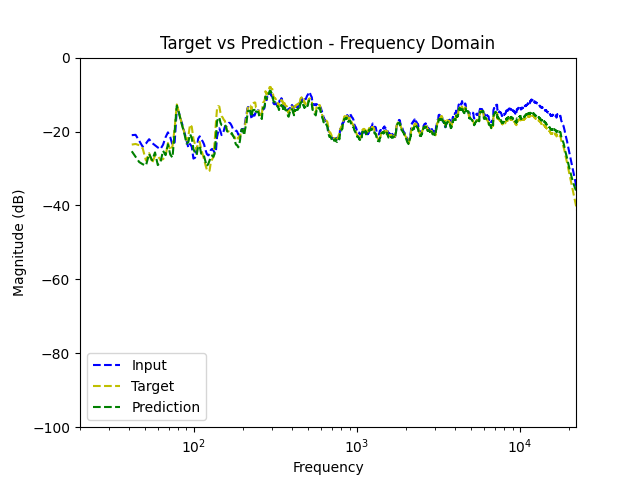 Target vs Prediction - Frequency Domain
0
−20
−40
−60
−80
−100
Magnitude (dB)
Input
Target
Prediction
10²
10³
10⁴
Frequency